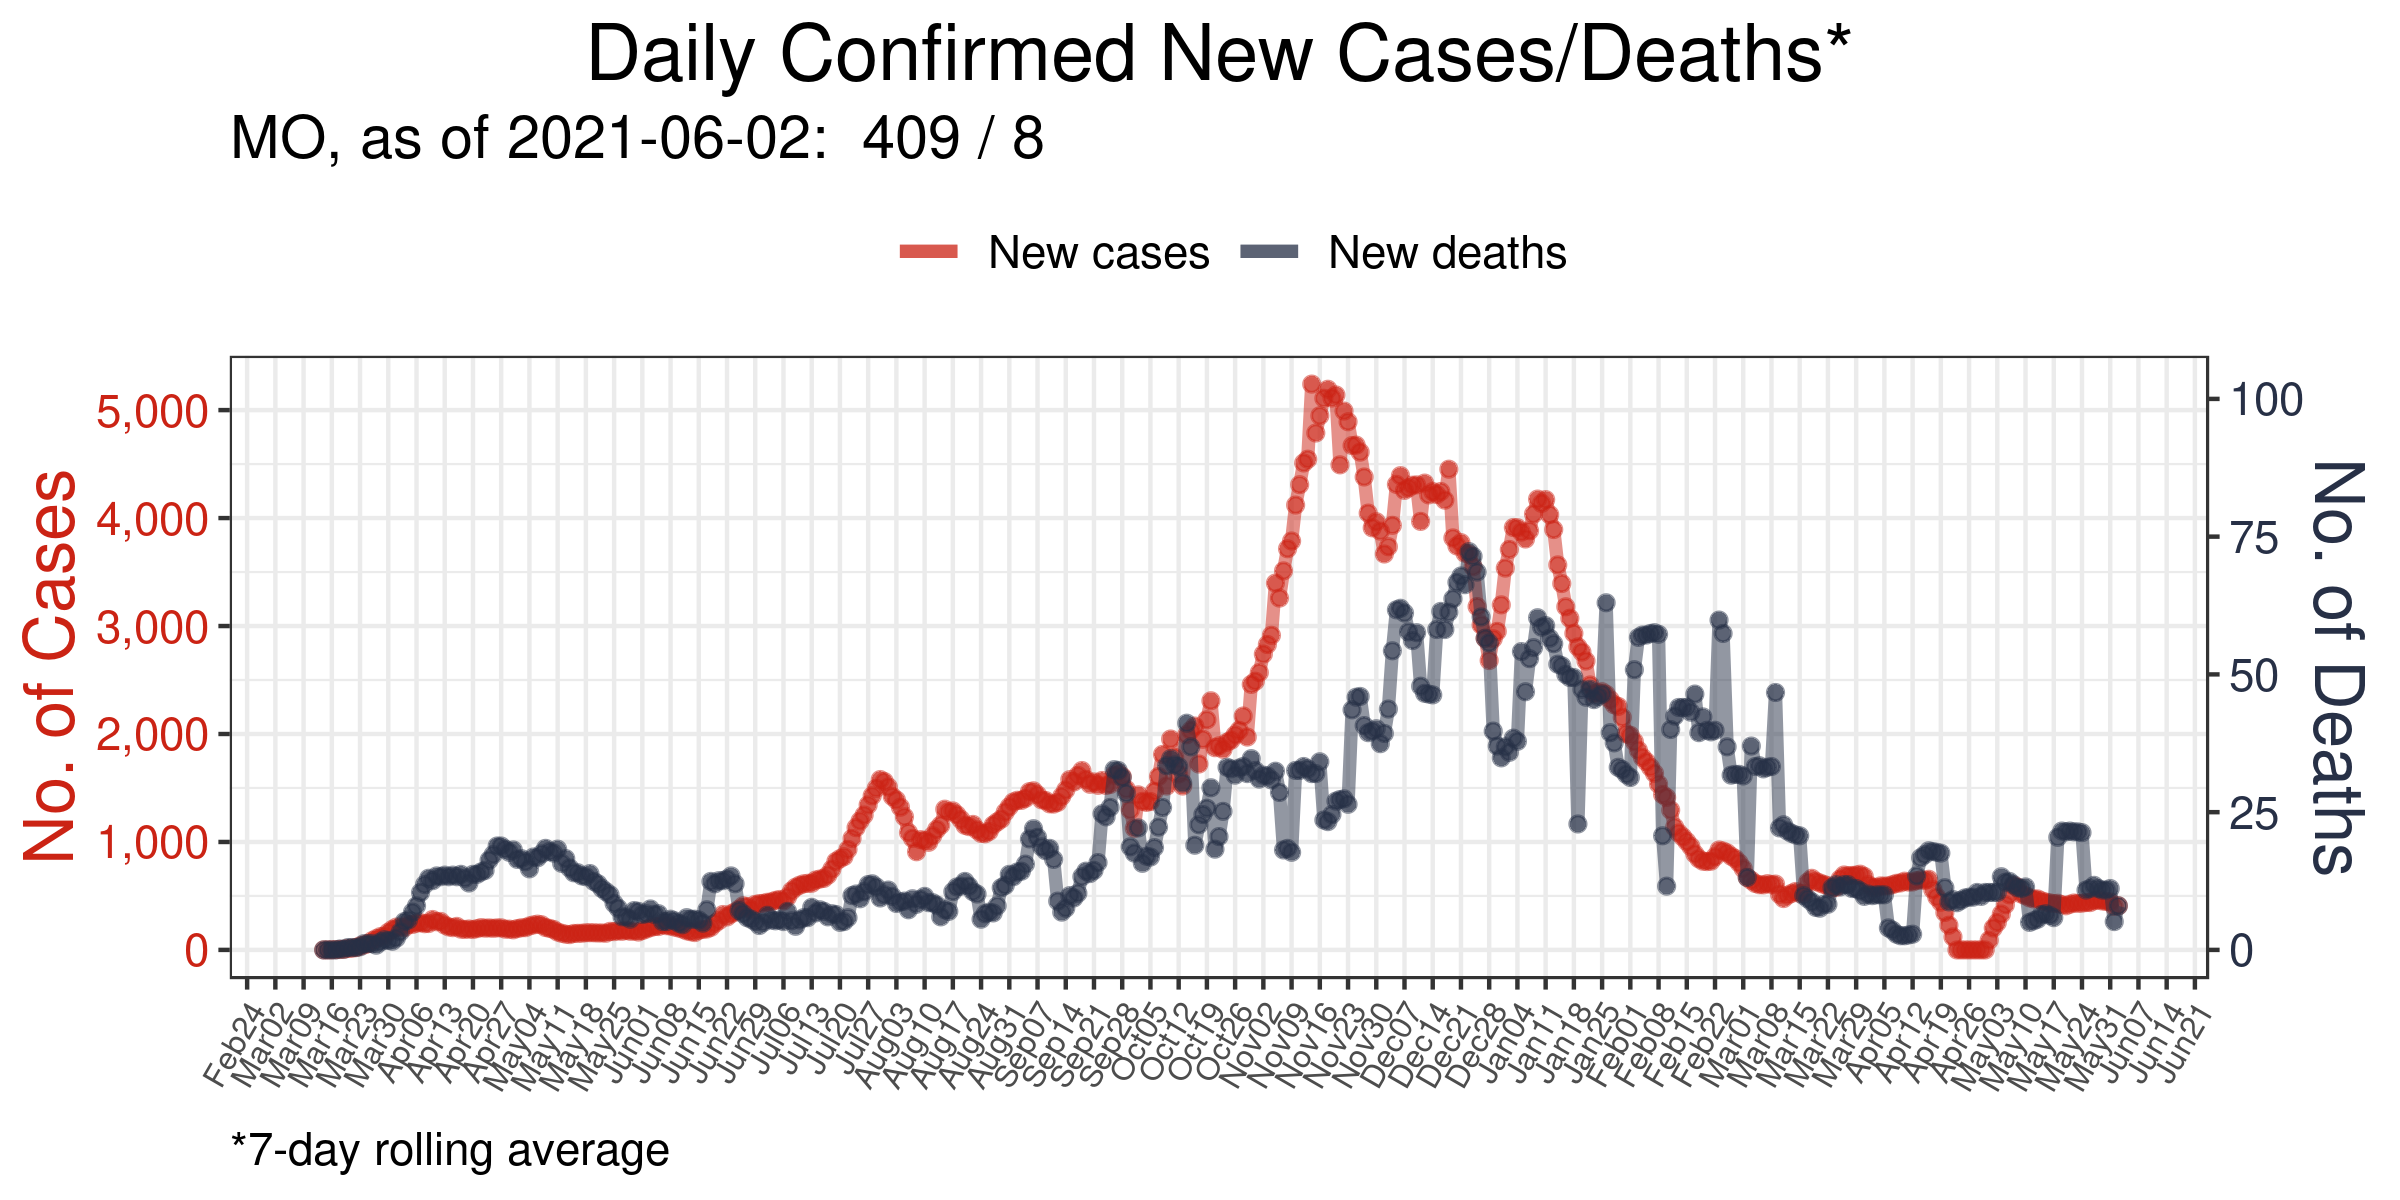 Daily Confirmed New Cases/Deaths*
MO, as of 2021-06-02:  409 / 8
New cases
New deaths
No. of Cases
5,000
4,000
3,000
2,000
1,000
0
100
75
50
25
0
No. of Deaths
Feb24
Mar02
Mar09
Mar16
Mar23
Mar30
Apr06
Apr13
Apr20
Apr27
May04
May11
May18
May25
Jun01
Jun08
Jun15
Jun22
Jun29
Jul06
Jul13
Jul20
Jul27
Aug03
Aug10
Aug17
Aug24
Aug31
Sep07
Sep14
Sep21
Sep28
Oct05
Oct12
Oct19
Oct26
Nov02
Nov09
Nov16
Nov23
Nov30
Dec07
Dec14
Dec21
Dec28
Jan04
Jan11
Jan18
Jan25
Feb01
Feb08
Feb15
Feb22
Mar01
Mar08
Mar15
Mar22
Mar29
Apr05
Apr12
Apr19
Apr26
May03
May10
May17
May24
May31
Jun07
Jun14
Jun21
*7-day rolling average